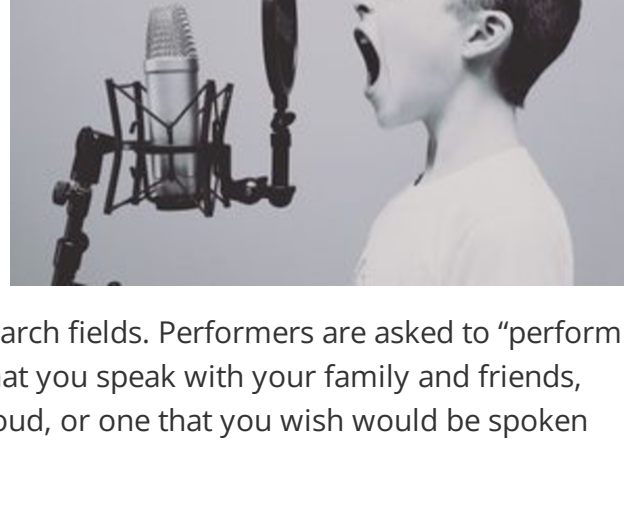 arch fields. Performers are asked to “perform
at you speak with your family and friends,
oud, or one that you wish would be spoken